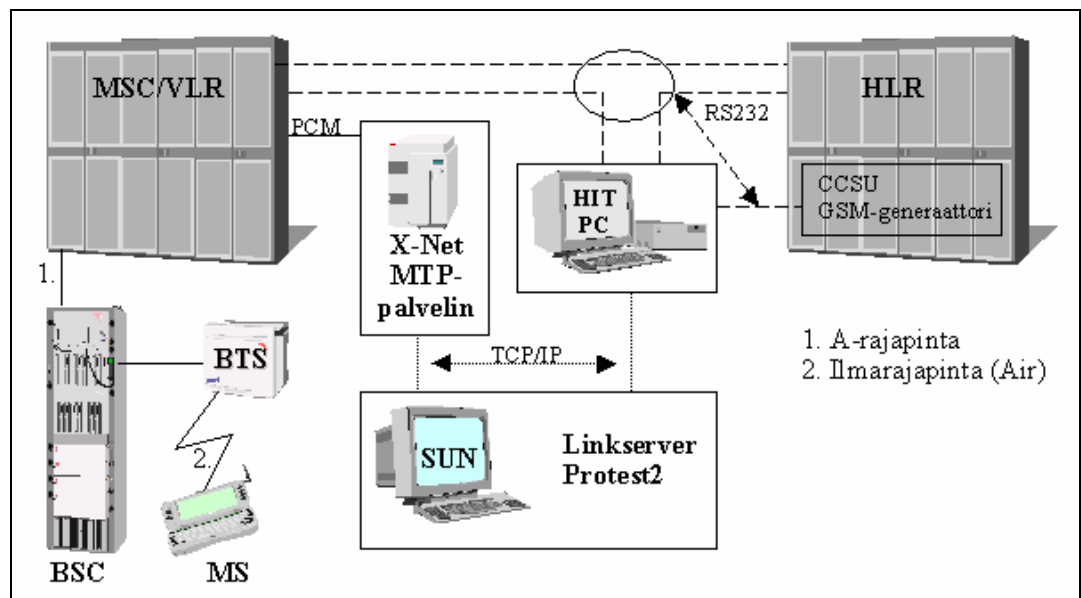 MSC/VLR
HLR
RS232
PCM
CCSU
GSM-generaattori
HIT
PC
X-Net
MTP-
palvelin
1.
BTS
TCP/IP
1. A-rajapinta
2. Ilmarajapinta (Air)
2.
SUN
Linkserver
Protest2
BSC
MS